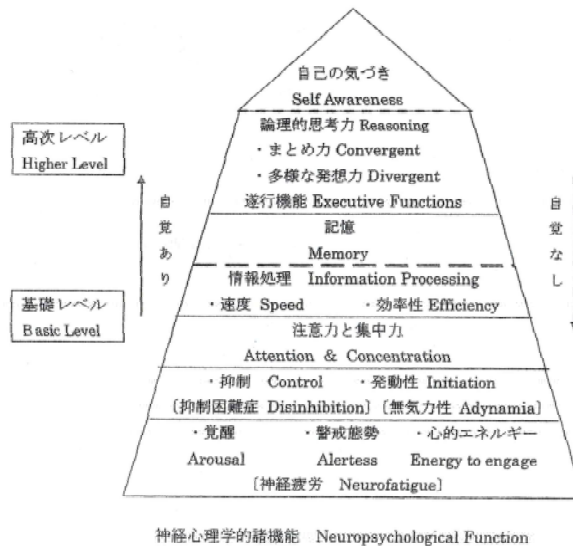 自己の気づき
Self Awareness
論理的思考力 Reasoning
・まとめ力 Convergent
・多様な発想力 Divergent
遂行機能 Executive Functions
記憶
Memory
情報処理 Information Processing
・速度 Speed ・効率性 Efficiency
注意力と集中力
Attention & Concentration
・抑制 Control ・発動性 Initiation
〔抑制困難症 Disinhibition〕〔無気力性 Adynamia〕
・覚醒 ・警戒態勢 ・心的エネルギー
Arousal Alertess Energy to engage
〔神経疲労 Neurofatigue〕
高次レベル
Higher Level
自覚あり
基礎レベル
Basic Level
自覚なし
神経心理学的諸機能 Neuropsychological Function